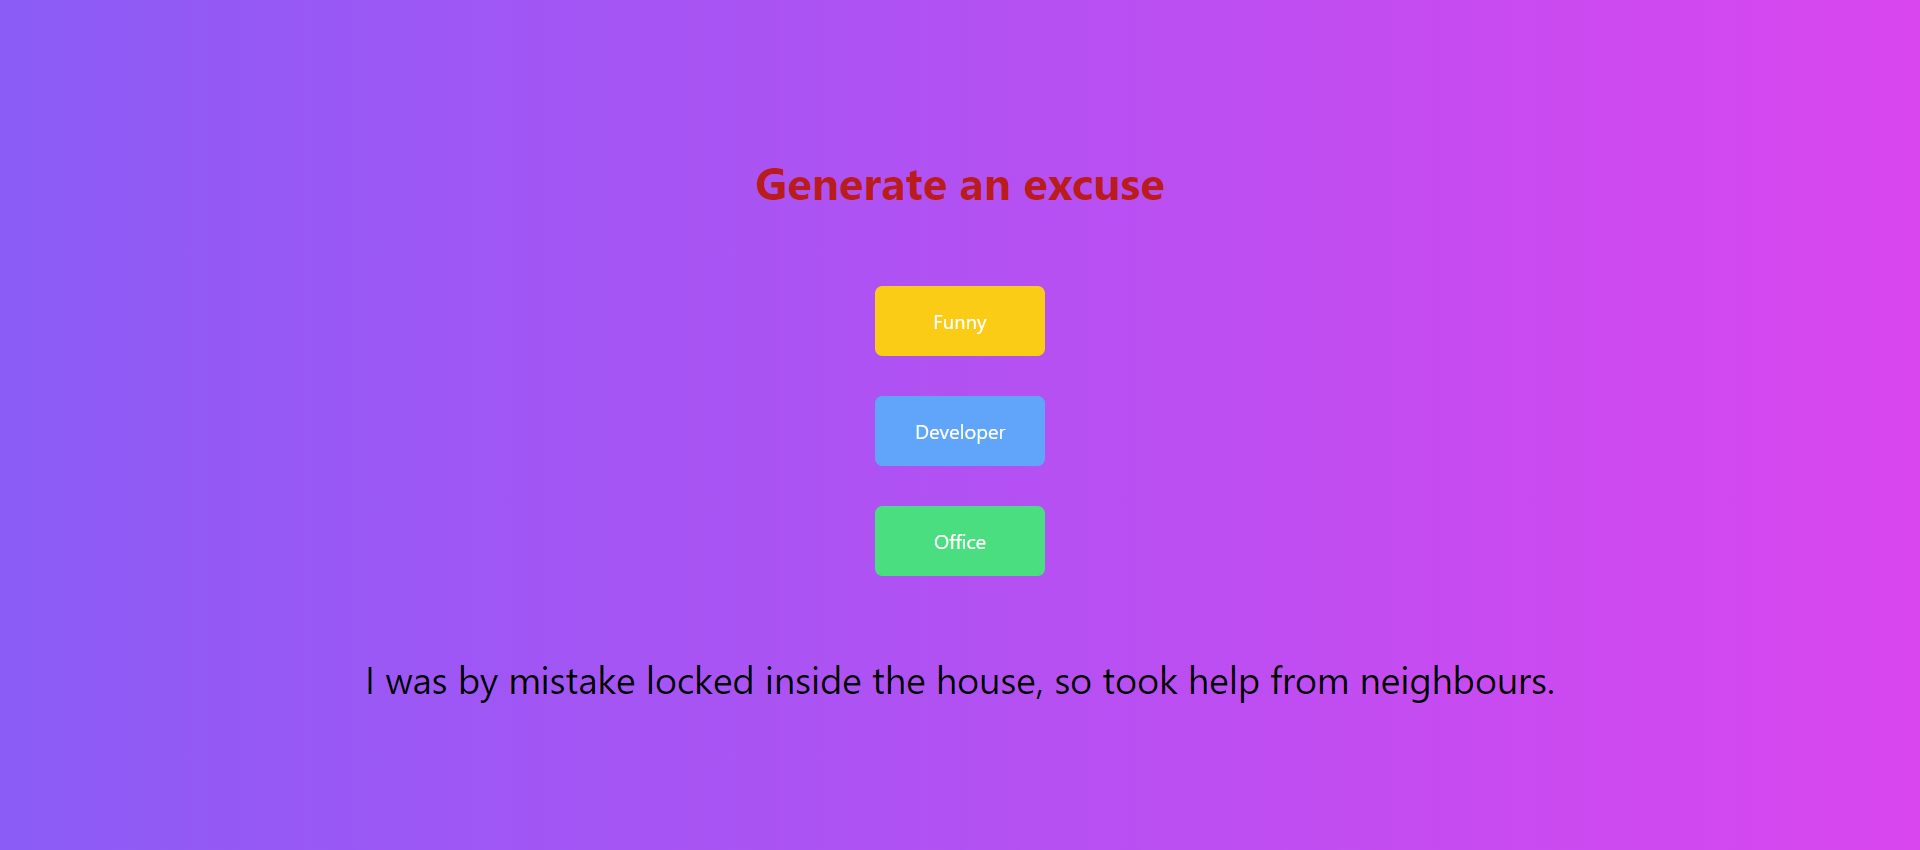 Generate an excuse
Funny
Developer
Office
I was by mistake locked inside the house, so took help from neighbours.